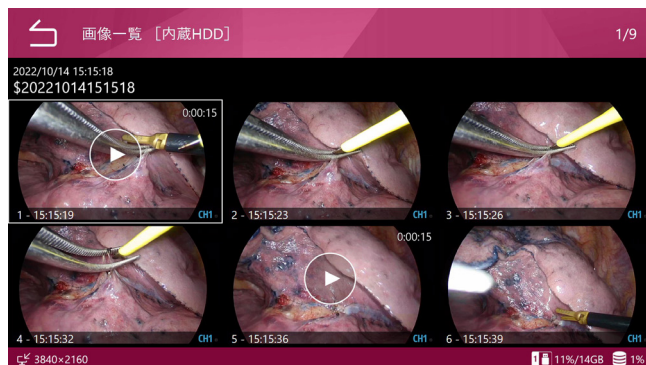 画像一覧 [内蔵HDD]
1/9
2022/10/14 15:15:18
$20221014151518
0:00:15
1 - 15:15:19 CH1
2 - 15:15:23 CH1
3 - 15:15:26 CH1
0:00:15
4 - 15:15:32 CH1
5 - 15:15:36 CH1
6 - 15:15:39 CH1
3840×2160
1 11%/14GB 1%